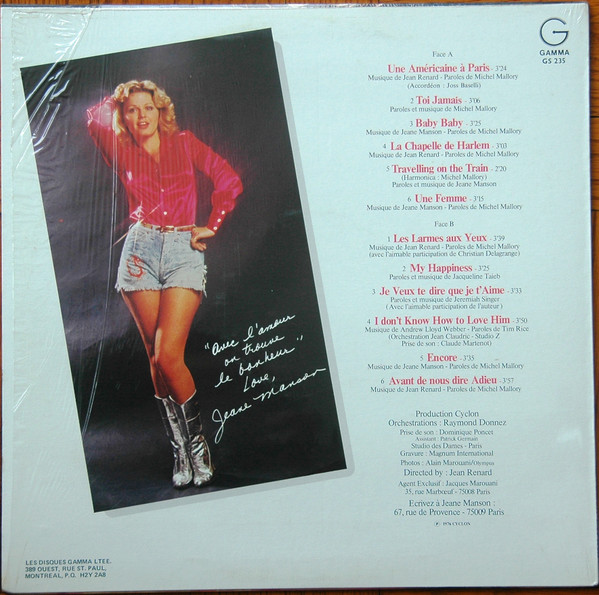 GAMMA
GS 235
Face A
Une Américaine à Paris - 3'24
Musique de Jean Renard - Paroles de Michel Mallory
(Accordéon : Joss Baselli)
2 Toi Jamais - 3'06
Paroles et musique de Michel Mallory
3 Baby Baby - 3'25
Musique de Jeane Manson - Paroles de Michel Mallory
4 La Chapelle de Harlem - 3'03
Musique de Jean Renard - Paroles de Michel Mallory
5 Travelling on the Train - 2'20
(Harmonica : Michel Mallory)
Paroles et musique de Jeane Manson
6 Une Femme - 3'15
Musique de Jean Renard - Paroles de Michel Mallory
Face B
1 Les Larmes aux Yeux - 3'39
Musique de Jean Renard - Paroles de Michel Mallory
(avec l'aimable participation de Christian Delagrange)
2 My Happiness - 3'25
Paroles et musique de Jacqueline Taïeb
3 Je Veux te dire que je t'Aime - 3'33
Paroles et musique de Jeremiah Singer
(Avec l'aimable participation de l'auteur)
4 I don't Know How to Love Him - 3'50
Musique de Andrew Lloyd Webber - Paroles de Tim Rice
(Orchestration Jean Claudric - Studio Z
Prise de son : Claude Martenot)
5 Encore - 3'35
Musique de Jeane Manson - Paroles de Michel Mallory
6 Avant de nous dire Adieu - 3'57
Musique de Jean Renard - Paroles de Michel Mallory
Production Cyclon
Orchestrations : Raymond Donnez
Prise de son : Dominique Poncet
Assistant : Patrick Germain
Studio des Dames - Paris
Gravure : Magnum International
Photos : Alain Marouani/Olympus
Directed by : Jean Renard
Agent Exclusif : Jacques Marouani
35, rue Marbœuf - 75008 Paris
Ecrivez à Jeane Manson :
67, rue de Provence - 75009 Paris
℗ 1976 CYCLON
"avec l'amour
on trouve
le bonheur"
Love,
Jeane Manson
LES DISQUES GAMMA LTEE.
389 OUEST, RUE ST. PAUL,
MONTREAL, P.Q. H2Y 2A8